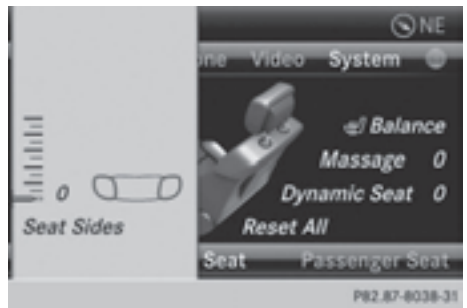 NE
one Video System
Balance
Massage 0
Dynamic Seat 0
0
Seat Sides
Reset All
Seat Passenger Seat
P82.87-8038-31